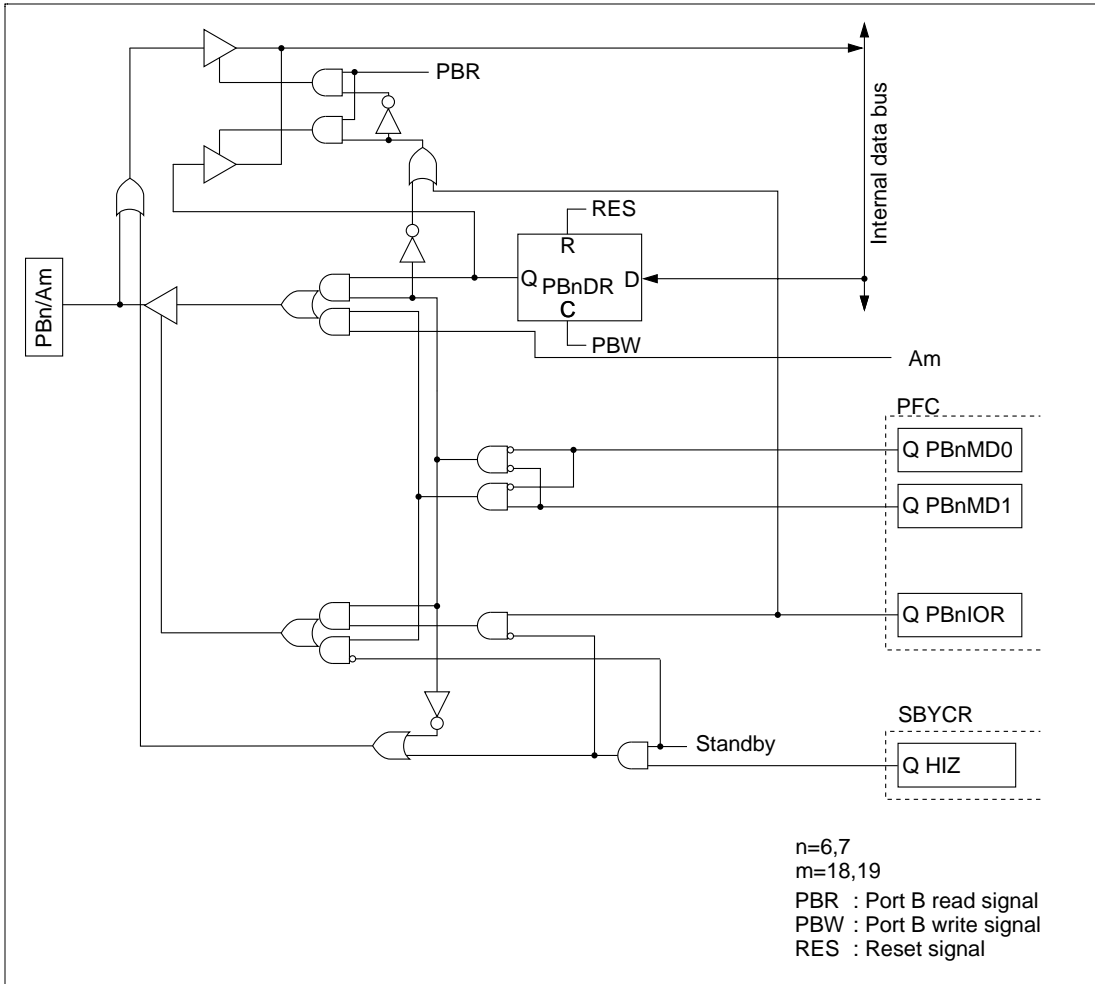 PBR
Internal data bus
RES
R
Q PBnDR D
C
PBn/Am
PBW
Am
PFC
Q PBnMD0
Q PBnMD1
Q PBnIOR
SBYCR
Standby
Q HIZ
n=6,7
m=18,19
PBR : Port B read signal
PBW : Port B write signal
RES : Reset signal